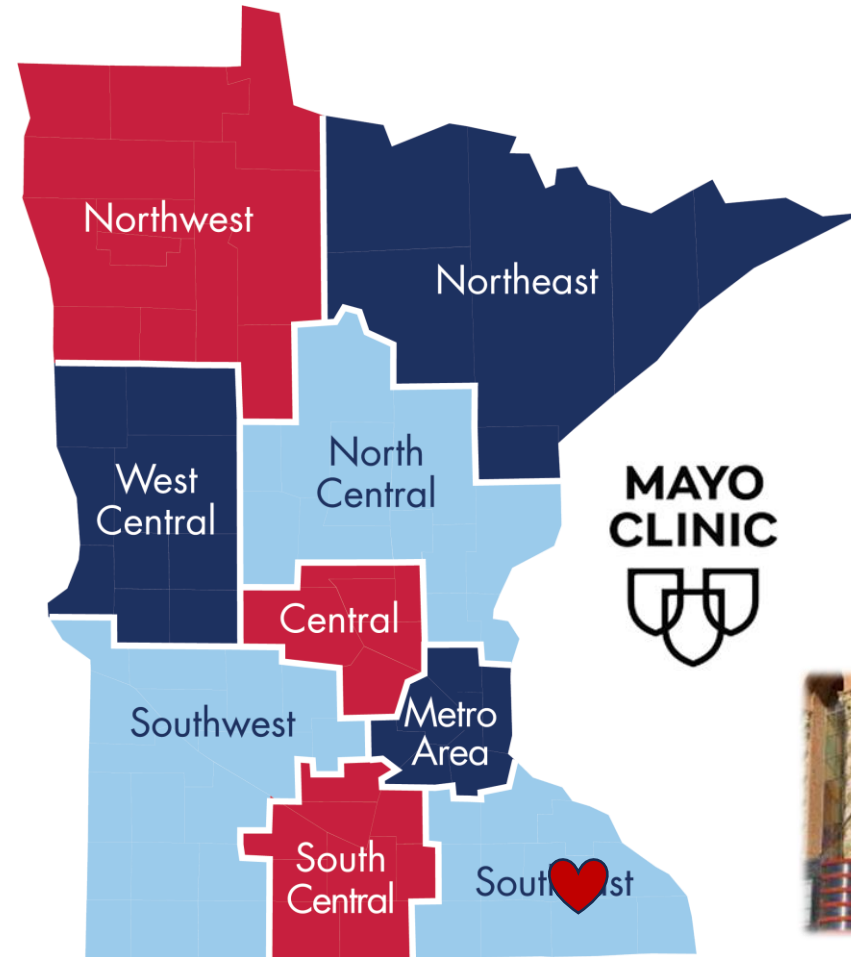 Northwest
Northeast
North
Central
West
Central
MAYO
CLINIC
Central
Southwest
Metro
Area
South
Central